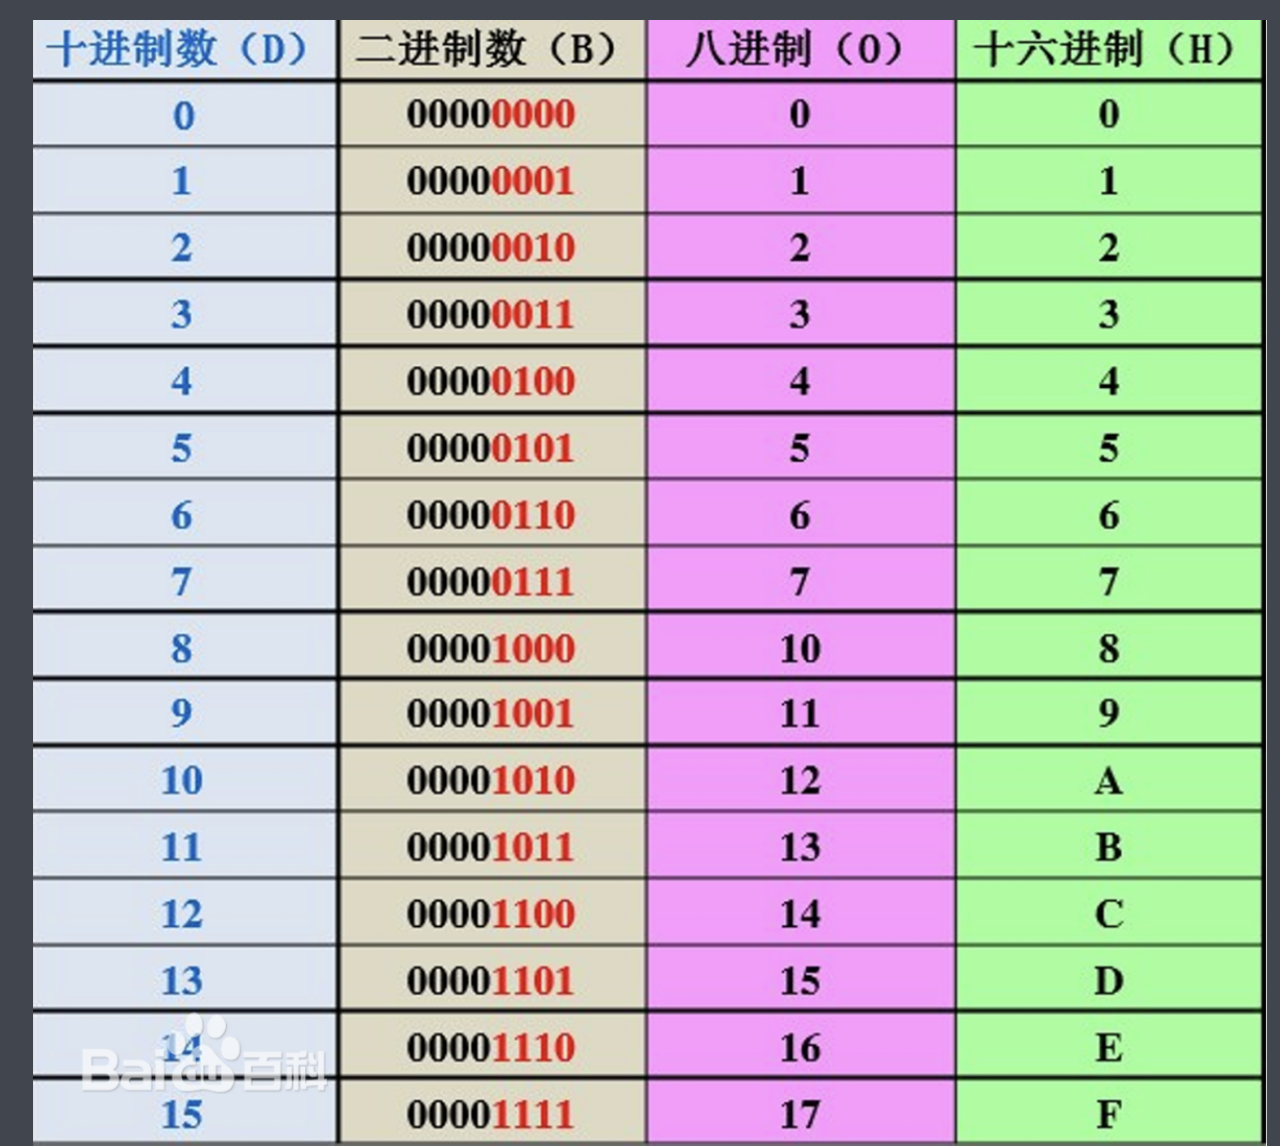 十进制数（D） 二进制数（B） 八进制（O） 十六进制（H）
0 00000000 0 0
1 00000001 1 1
2 00000010 2 2
3 00000011 3 3
4 00000100 4 4
5 00000101 5 5
6 00000110 6 6
7 00000111 7 7
8 00001000 10 8
9 00001001 11 9
10 00001010 12 A
11 00001011 13 B
12 00001100 14 C
13 00001101 15 D
14 00001110 16 E
Baidu百科
15 00001111 17 F